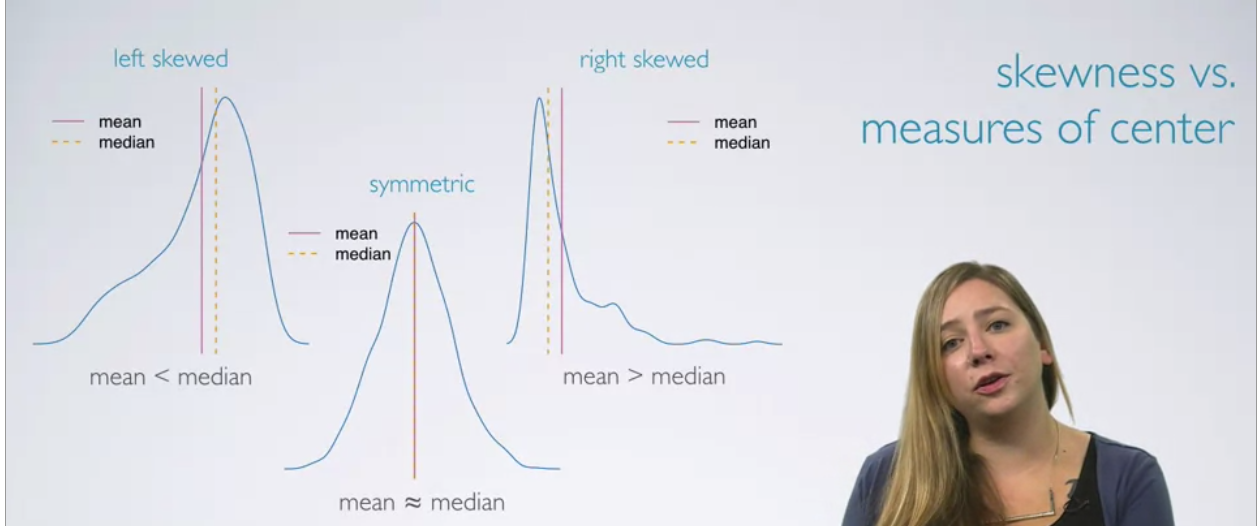 skewness vs.
measures of center
left skewed
mean
median
mean < median
symmetric
mean
median
mean ≈ median
right skewed
mean
median
mean > median